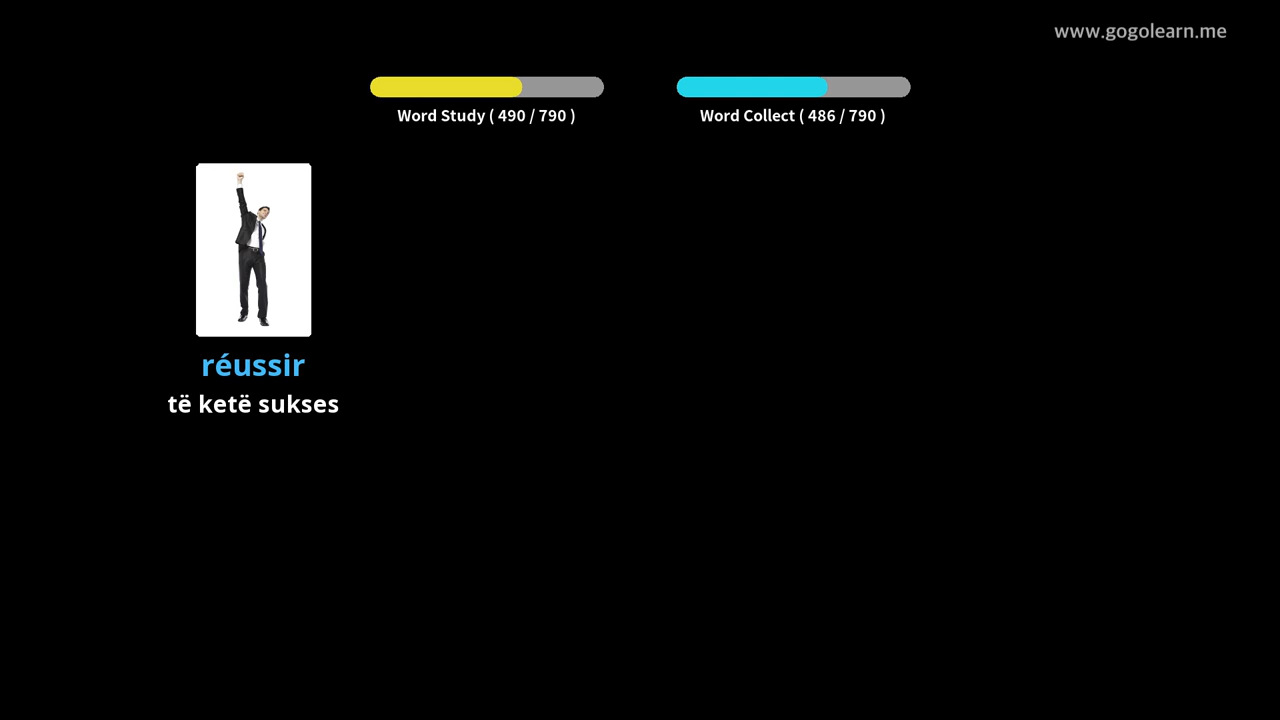 www.gogolearn.me
Word Study ( 490 / 790 )
Word Collect ( 486 / 790 )
réussir
të ketë sukses